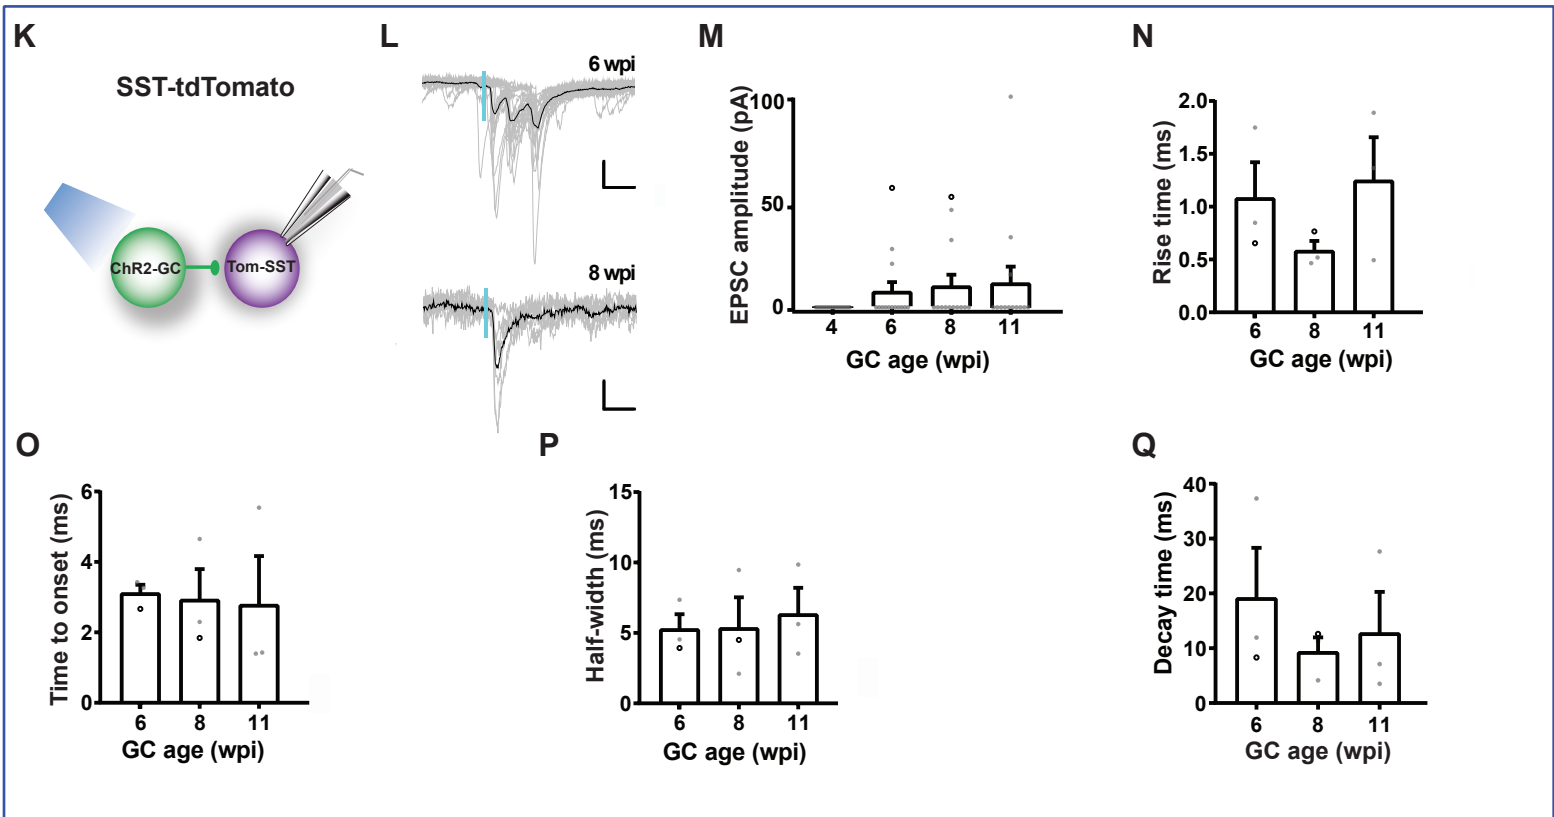 K
SST-tdTomato
ChR2-GC
Tom-SST
L
6 wpi
8 wpi
M
EPSC amplitude (pA)
100
50
0
4 6 8 11
GC age (wpi)
N
Rise time (ms)
2.0
1.5
1.0
0.5
0.0
6 8 11
GC age (wpi)
O
Time to onset (ms)
6
4
2
0
6 8 11
GC age (wpi)
P
Half-width (ms)
15
10
5
0
6 8 11
GC age (wpi)
Q
Decay time (ms)
40
30
20
10
0
6 8 11
GC age (wpi)